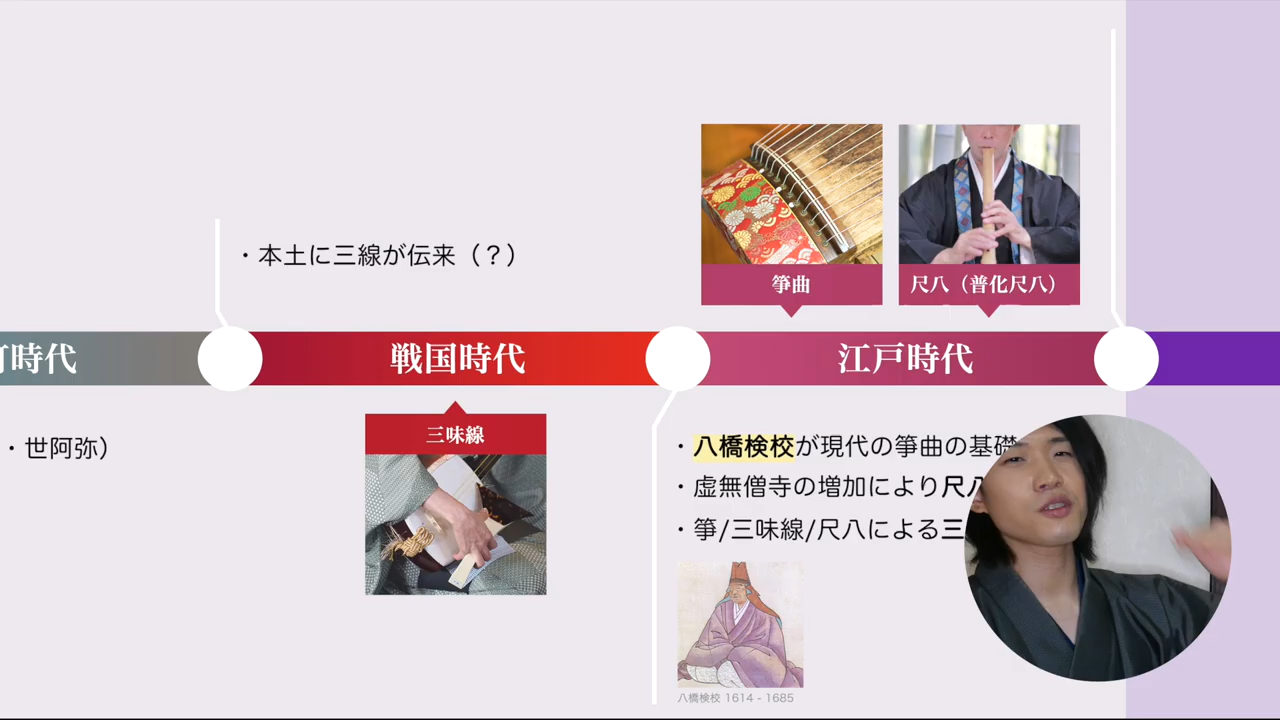 ・本土に三線が伝来（？）
箏曲
尺八（普化尺八）
時代
戦国時代
江戸時代
・世阿弥）
三味線
・八橋検校が現代の箏曲の基礎
・虚無僧寺の増加により尺八
・箏/三味線/尺八による三
八橋検校 1614 - 1685